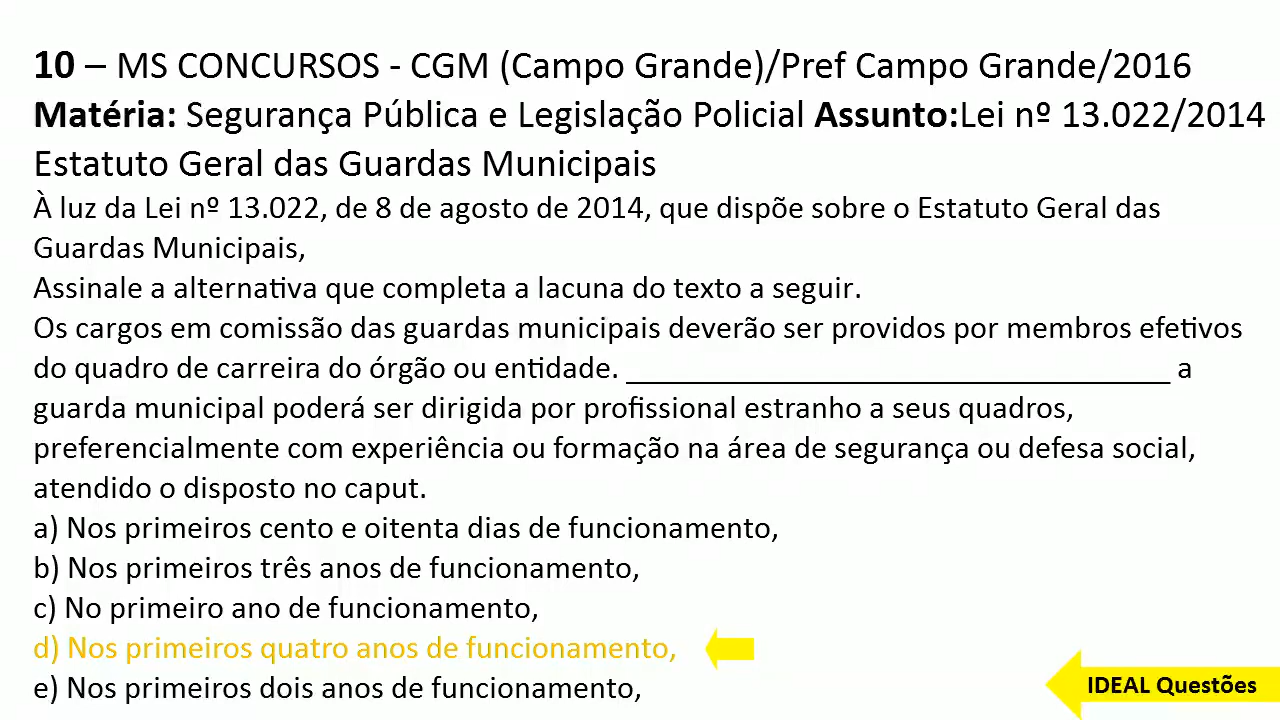 10 – MS CONCURSOS - CGM (Campo Grande)/Pref Campo Grande/2016
Matéria: Segurança Pública e Legislação Policial Assunto:Lei nº 13.022/2014
Estatuto Geral das Guardas Municipais
À luz da Lei nº 13.022, de 8 de agosto de 2014, que dispõe sobre o Estatuto Geral das
Guardas Municipais,
Assinale a alternativa que completa a lacuna do texto a seguir.
Os cargos em comissão das guardas municipais deverão ser providos por membros efetivos
do quadro de carreira do órgão ou entidade. __________________________________ a
guarda municipal poderá ser dirigida por profissional estranho a seus quadros,
preferencialmente com experiência ou formação na área de segurança ou defesa social,
atendido o disposto no caput.
a) Nos primeiros cento e oitenta dias de funcionamento,
b) Nos primeiros três anos de funcionamento,
c) No primeiro ano de funcionamento,
d) Nos primeiros quatro anos de funcionamento,
e) Nos primeiros dois anos de funcionamento,
IDEAL Questões